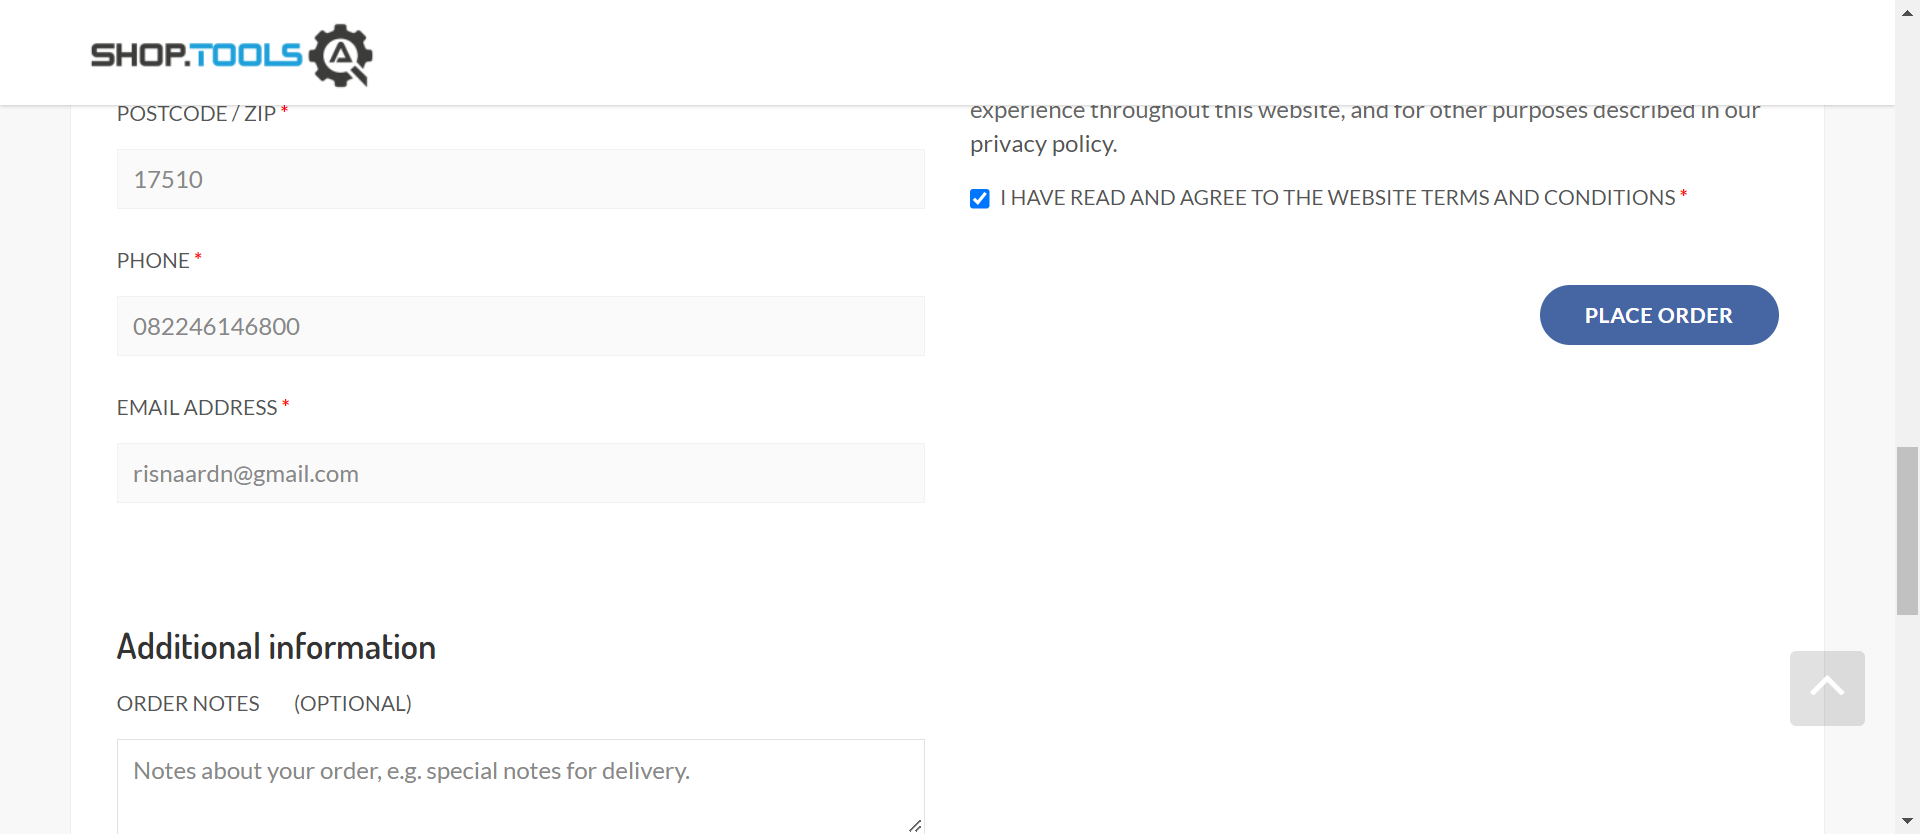 SHOP.TOOLS
POSTCODE / ZIP *
17510
PHONE *
082246146800
EMAIL ADDRESS *
risnaardn@gmail.com
Additional information
ORDER NOTES (OPTIONAL)
Notes about your order, e.g. special notes for delivery.
experience throughout this website, and for other purposes described in our
privacy policy.
I HAVE READ AND AGREE TO THE WEBSITE TERMS AND CONDITIONS *
PLACE ORDER